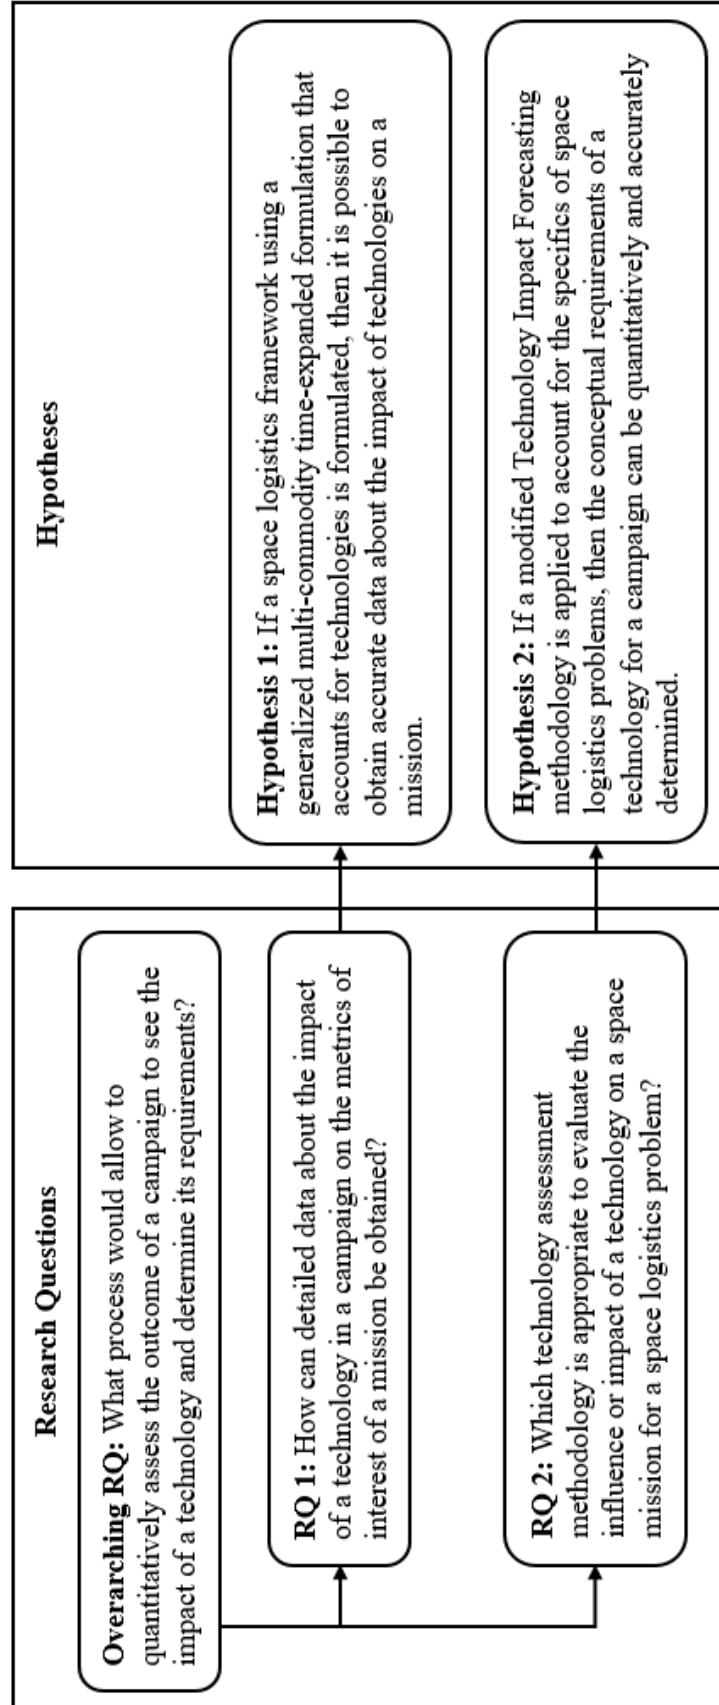 Research Questions
Overarching RQ: What process would allow to
quantitatively assess the outcome of a campaign to see the
impact of a technology and determine its requirements?
RQ 1: How can detailed data about the impact
of a technology in a campaign on the metrics of
interest of a mission be obtained?
RQ 2: Which technology assessment
methodology is appropriate to evaluate the
influence or impact of a technology on a space
mission for a space logistics problem?
Hypotheses
Hypothesis 1: If a space logistics framework using a
generalized multi-commodity time-expanded formulation that
accounts for technologies is formulated, then it is possible to
obtain accurate data about the impact of technologies on a
mission.
Hypothesis 2: If a modified Technology Impact Forecasting
methodology is applied to account for the specifics of space
logistics problems, then the conceptual requirements of a
technology for a campaign can be quantitatively and accurately
determined.